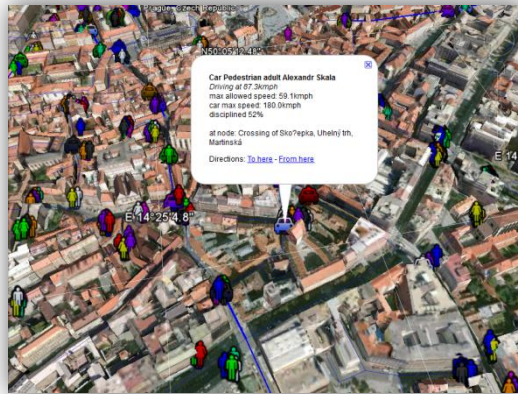 Prague, Czech Republic
N50°05'12.48"
Car Pedestrian adult Alexandr Skala
Driving at 67.3kmph
max allowed speed: 59.1kmph
car max speed: 180.0kmph
disciplined 52%
at node: Crossing of Sko?epka, Uhelný trh,
Martinská
Directions: To here - From here
E 14
E 14°25'4.8"